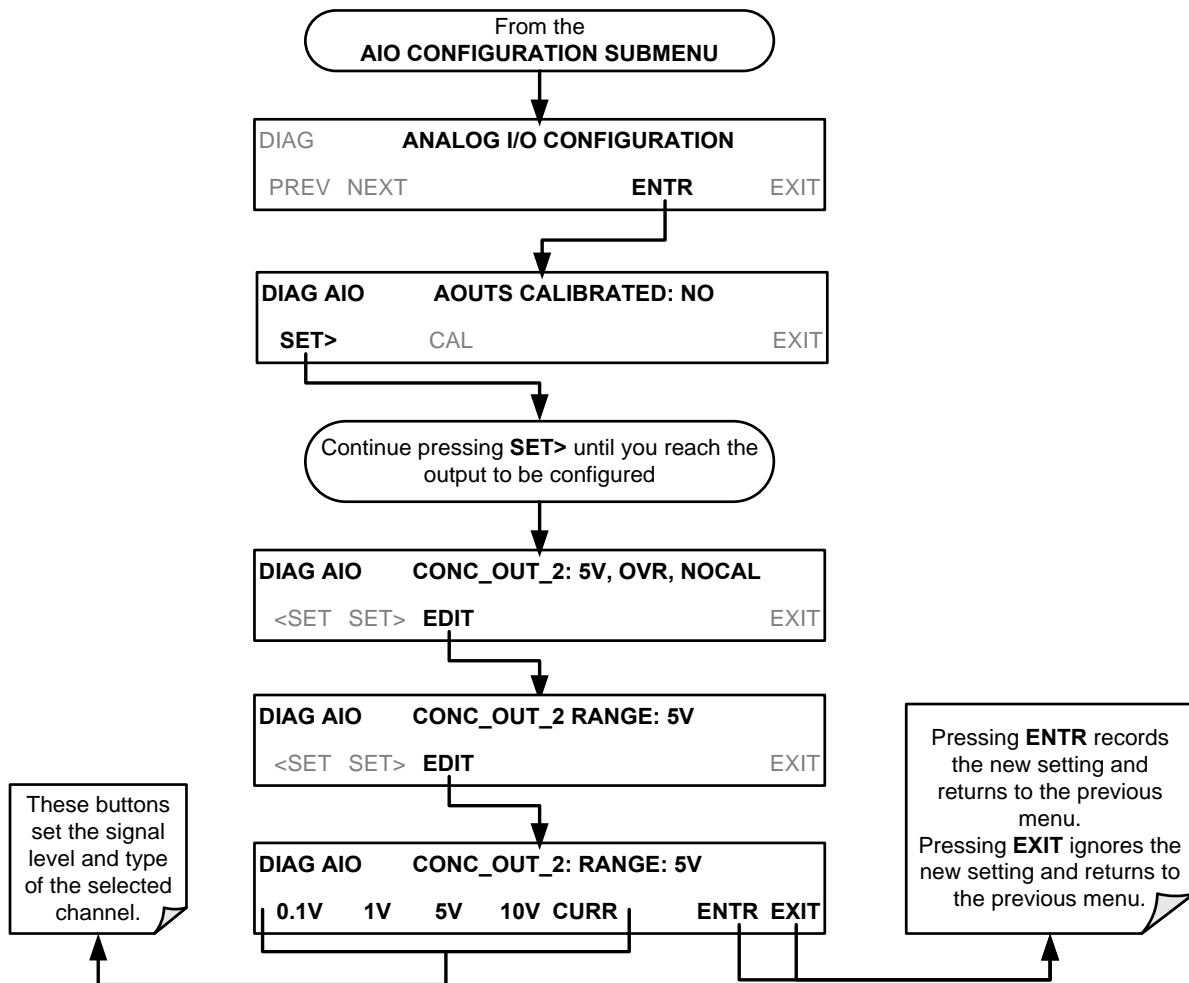 From the
AIO CONFIGURATION SUBMENU
DIAG ANALOG I/O CONFIGURATION
PREV NEXT ENTR EXIT
DIAG AIO AOUTS CALIBRATED: NO
SET> CAL EXIT
Continue pressing SET> until you reach the
output to be configured
DIAG AIO CONC_OUT_2: 5V, OVR, NOCAL
<SET SET> EDIT EXIT
DIAG AIO CONC_OUT_2 RANGE: 5V
<SET SET> EDIT EXIT
These buttons
set the signal
level and type
of the selected
channel.
DIAG AIO CONC_OUT_2: RANGE: 5V
0.1V 1V 5V 10V CURR ENTR EXIT
Pressing ENTR records
the new setting and
returns to the previous
menu.
Pressing EXIT ignores the
new setting and returns to
the previous menu.